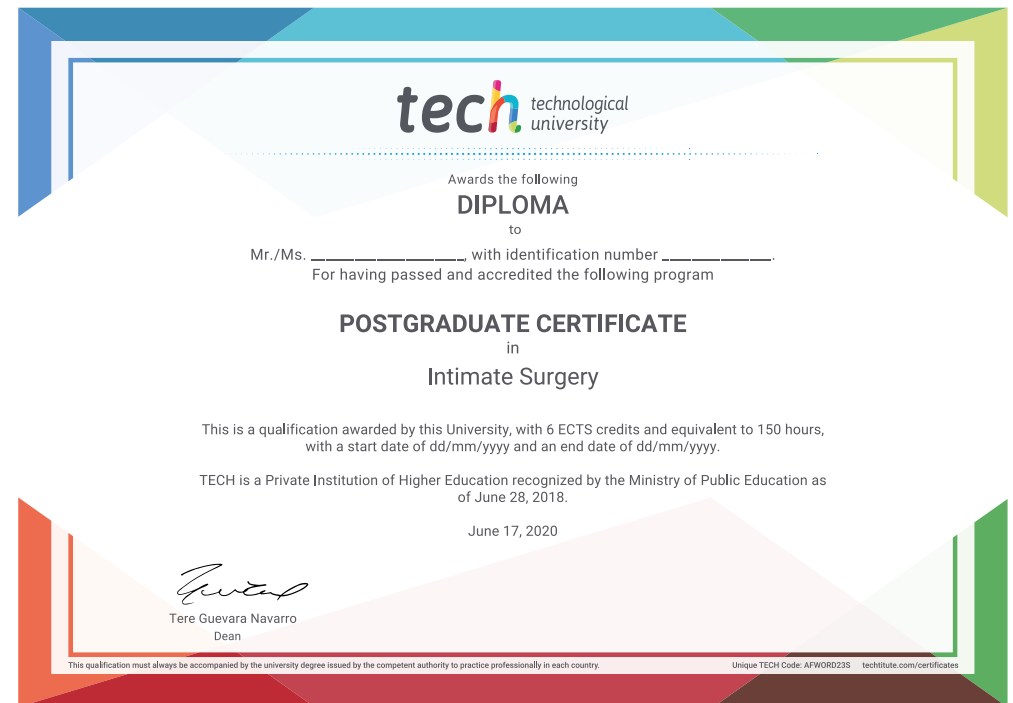 tech technological
university
Awards the following
DIPLOMA
to
Mr./Ms. __________________, with identification number _____________.
For having passed and accredited the following program
POSTGRADUATE CERTIFICATE
in
Intimate Surgery
This is a qualification awarded by this University, with 6 ECTS credits and equivalent to 150 hours,
with a start date of dd/mm/yyyy and an end date of dd/mm/yyyy.
TECH is a Private Institution of Higher Education recognized by the Ministry of Public Education as
of June 28, 2018.
June 17, 2020
Tere Guevara Navarro
Dean
This qualification must always be accompanied by the university degree issued by the competent authority to practice professionally in each country.
Unique TECH Code: AFWORD23S techtitute.com/certificates